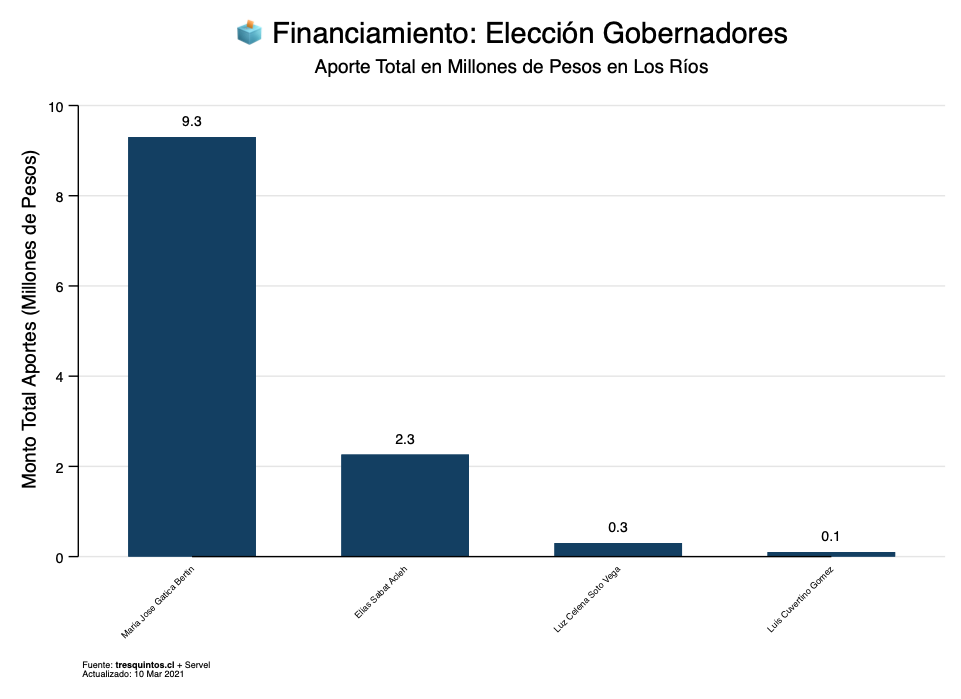 Financiamiento: Elección Gobernadores
Aporte Total en Millones de Pesos en Los Ríos
Monto Total Aportes (Millones de Pesos)
10
8
6
4
2
0
9.3
2.3
0.3
0.1
Maria Jose Gatica Bertin
Elias Sabat Acleh
Luz Celena Soto Vega
Luis Cuvertino Gomez
Fuente: tresquintos.cl + Servel
Actualizado: 10 Mar 2021